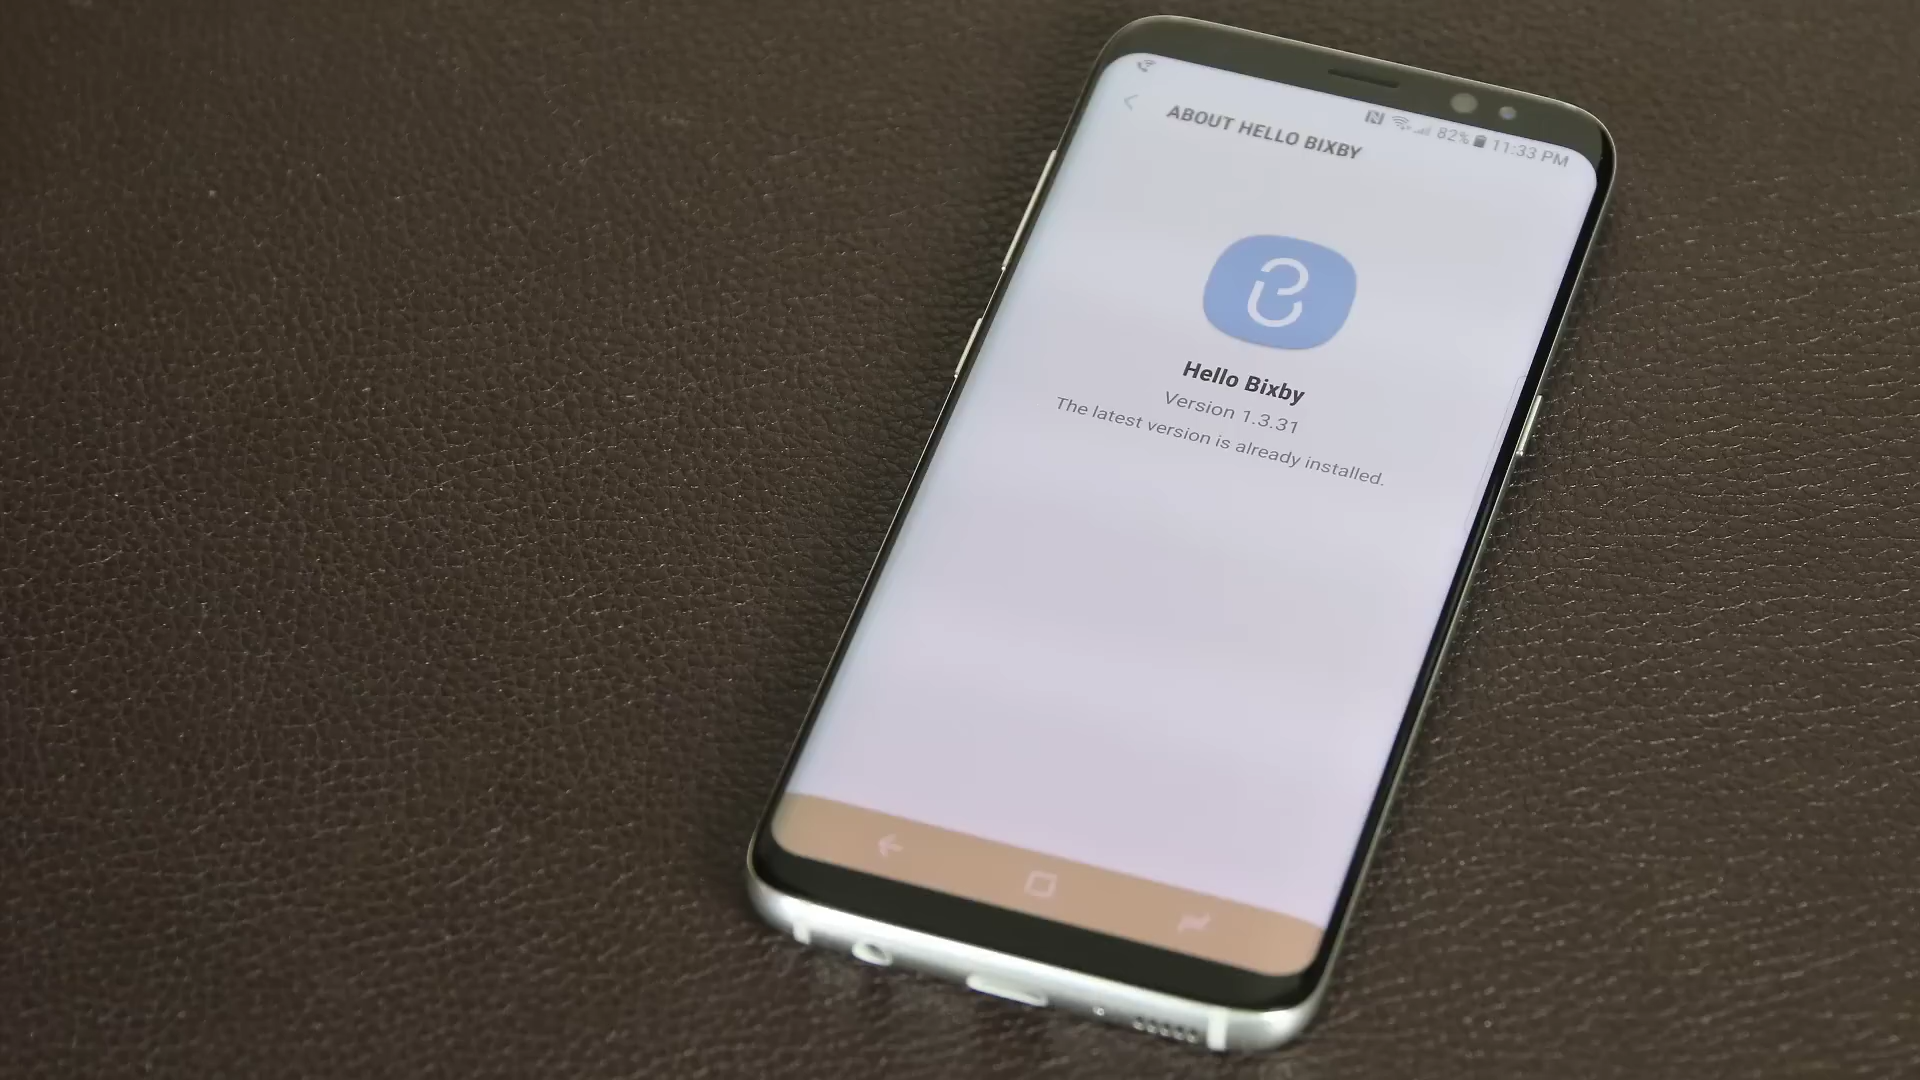 82% 11:33 PM
ABOUT HELLO BIXBY
Hello Bixby
Version 1.3.31
The latest version is already installed.